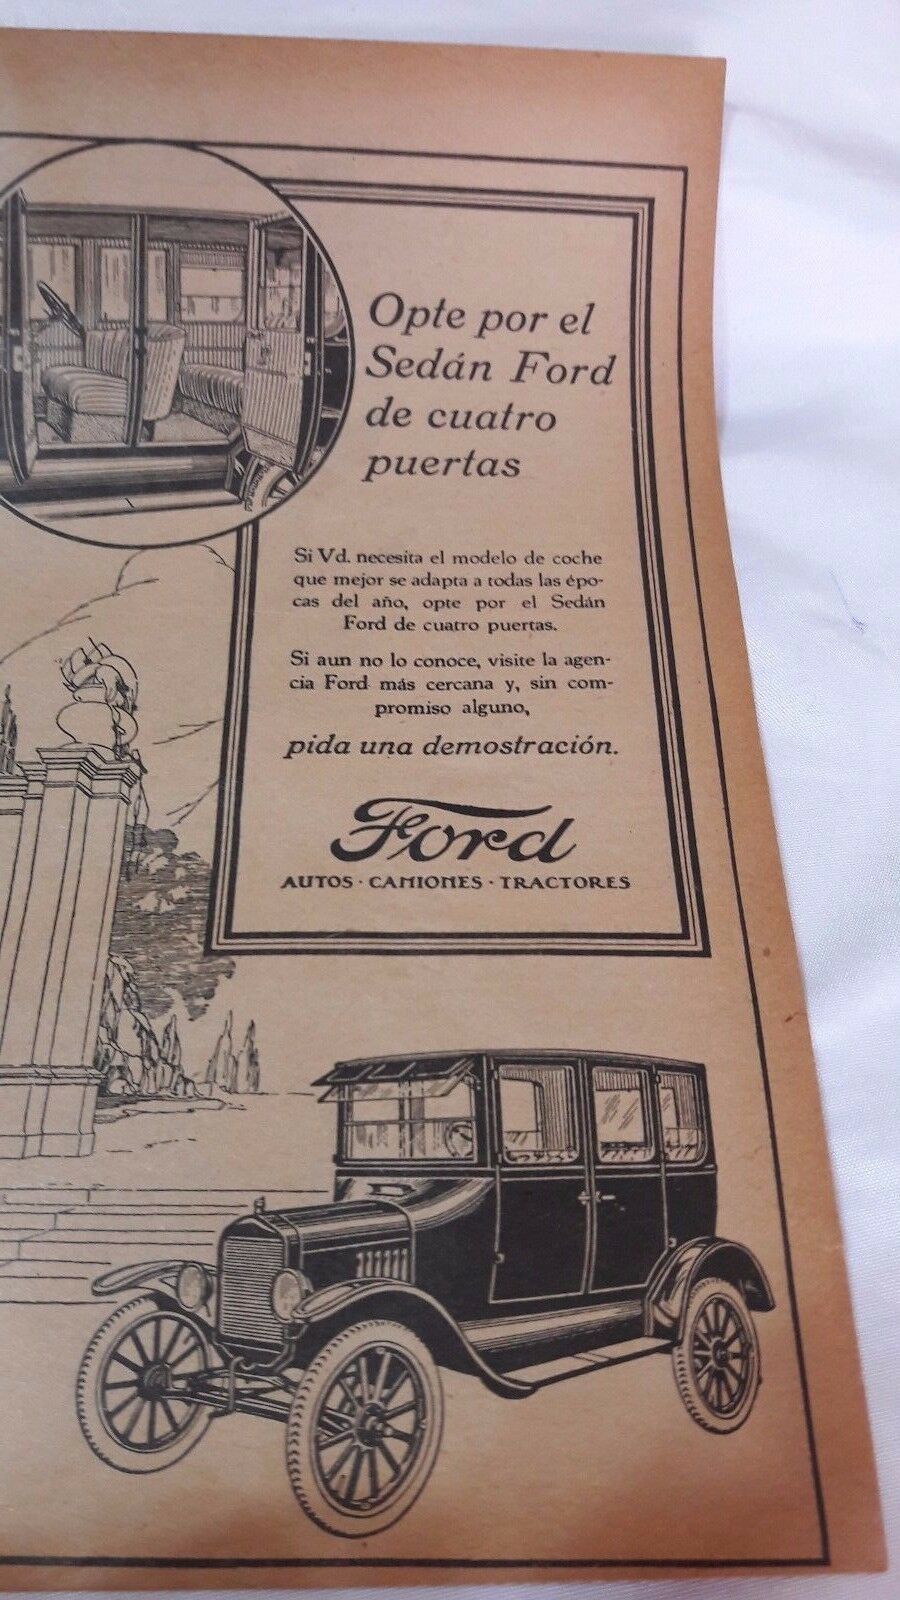 Opte por el
Sedán Ford
de cuatro
puertas
Si Vd. necesita el modelo de coche
que mejor se adapta a todas las épo-
cas del año, opte por el Sedán
Ford de cuatro puertas.
Si aun no lo conoce, visite la agen-
cia Ford más cercana y, sin com-
promiso alguno,
pida una demostración.
Ford
AUTOS · CAMIONES · TRACTORES